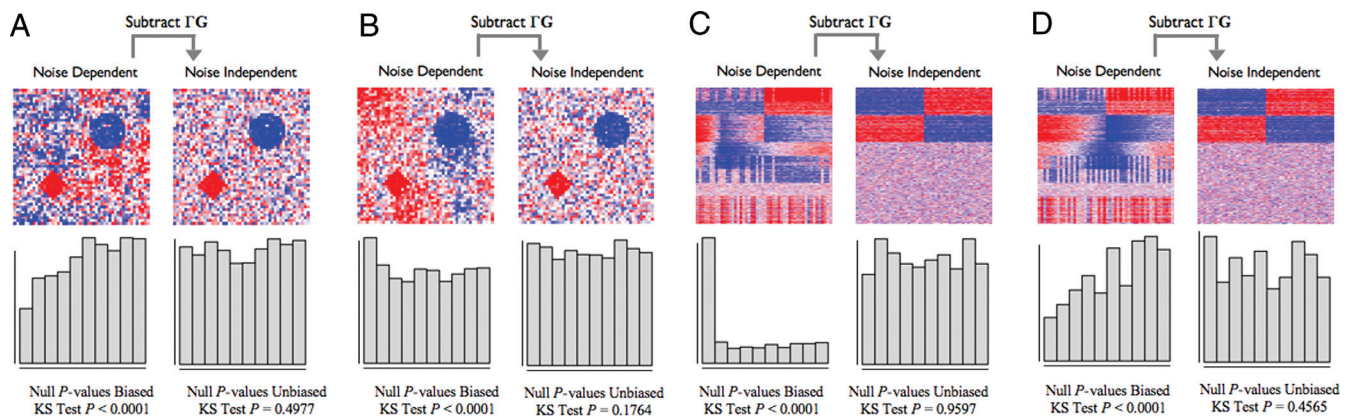 A
Subtract ΓG
Noise Dependent
Noise Independent
Null P-values Biased
KS Test P < 0.0001
Null P-values Unbiased
KS Test P = 0.4977
B
Subtract ΓG
Noise Dependent
Noise Independent
Null P-values Biased
KS Test P < 0.0001
Null P-values Unbiased
KS Test P = 0.1764
C
Subtract ΓG
Noise Dependent
Noise Independent
Null P-values Biased
KS Test P < 0.0001
Null P-values Unbiased
KS Test P = 0.9597
D
Subtract ΓG
Noise Dependent
Noise Independent
Null P-values Biased
KS Test P < 0.0001
Null P-values Unbiased
KS Test P = 0.4565